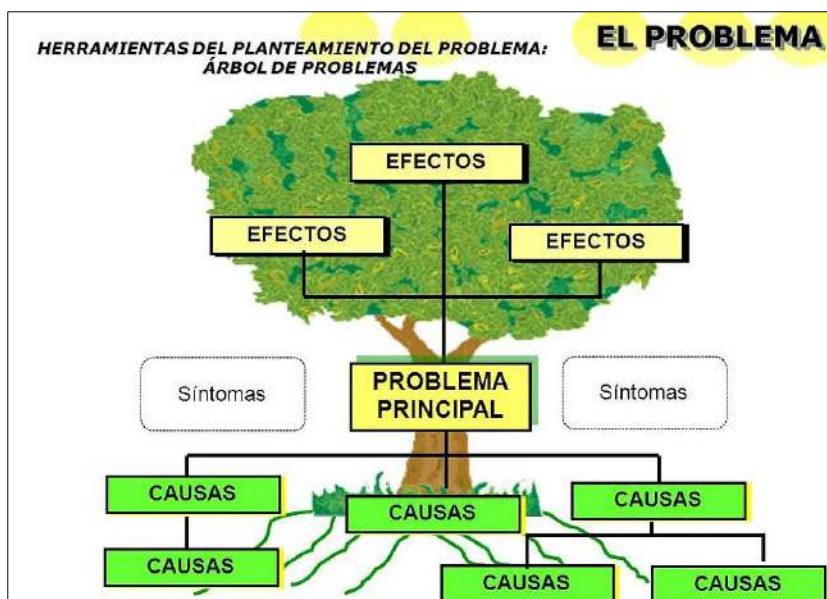 EL PROBLEMA
HERRAMIENTAS DEL PLANTEAMIENTO DEL PROBLEMA:
ÁRBOL DE PROBLEMAS
EFECTOS
EFECTOS
EFECTOS
Síntomas
PROBLEMA
PRINCIPAL
Síntomas
CAUSAS
CAUSAS
CAUSAS
CAUSAS
CAUSAS
CAUSAS